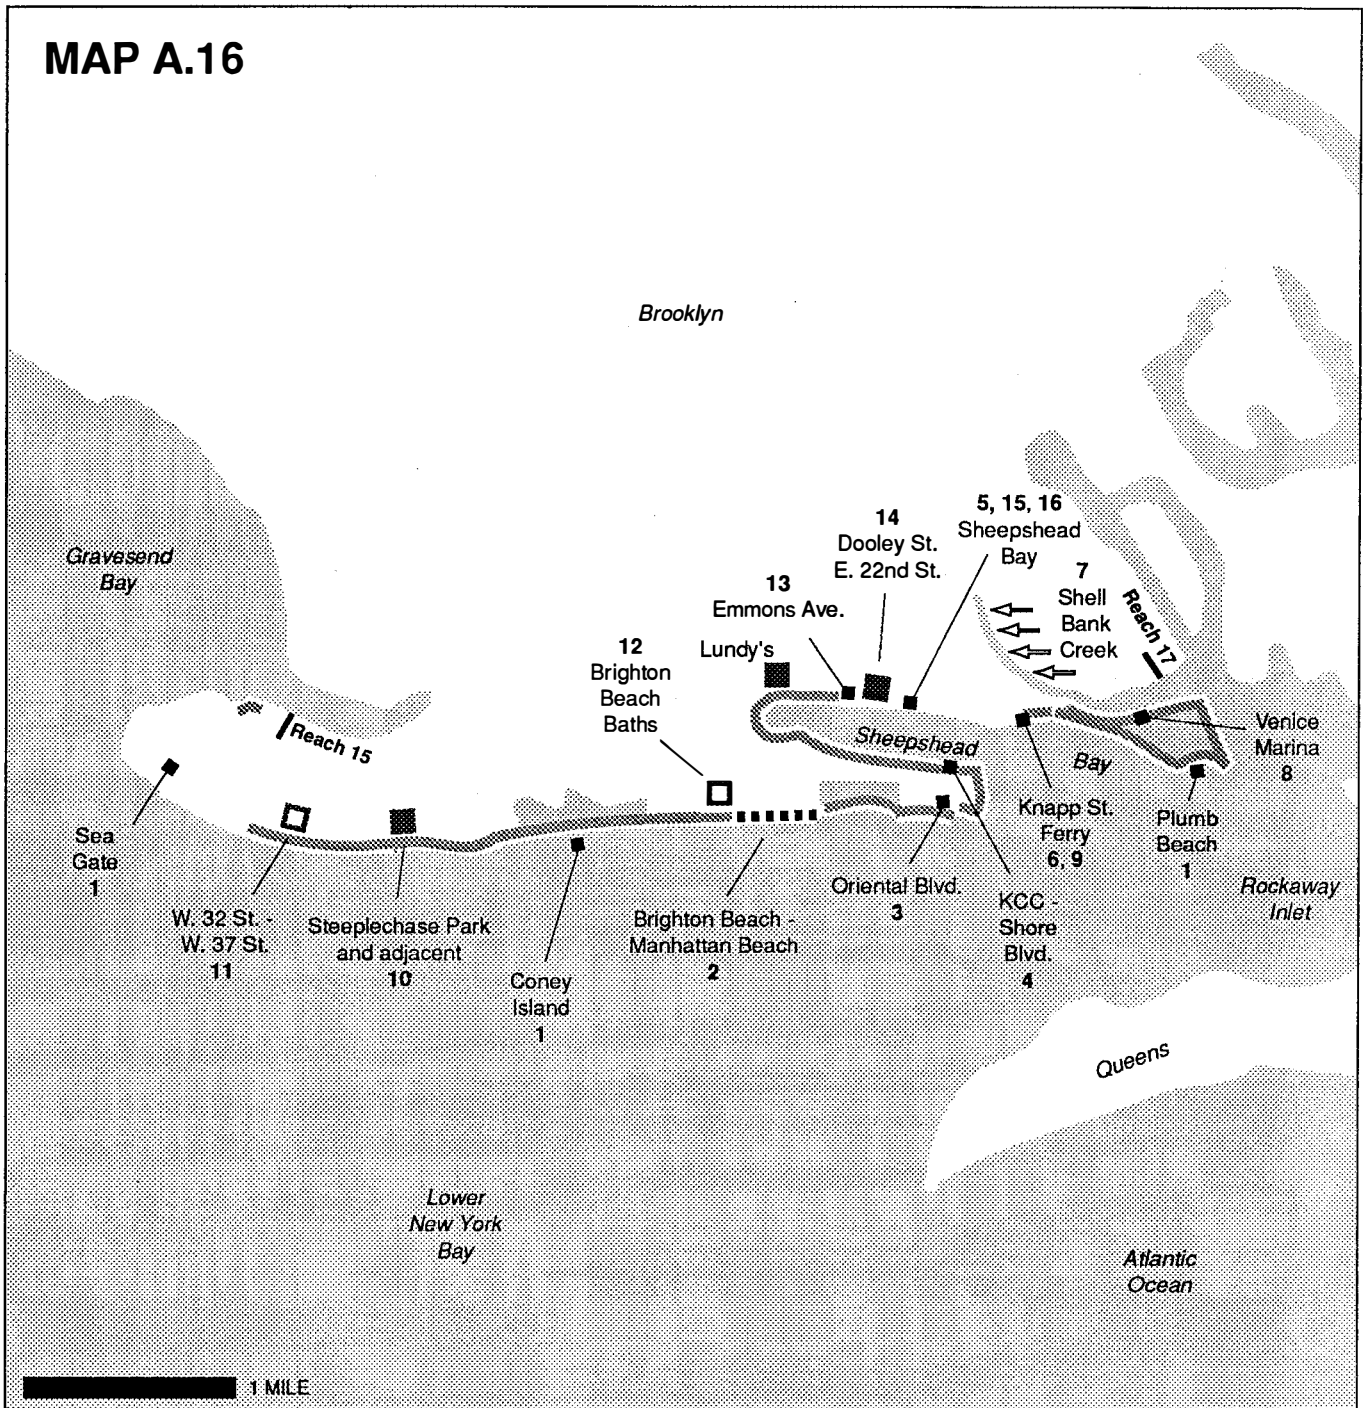 MAP A.16
Brooklyn
Gravesend
Bay
5, 15, 16
Sheepshead
Bay
14
Dooley St.
E. 22nd St.
13
Emmons Ave.
7
Shell
Bank
Creek
Reach 17
12
Brighton
Beach
Baths
Lundy's
Reach 15
Sheepshead
Bay
Venice
Marina
8
Sea
Gate
1
W. 32 St. -
W. 37 St.
11
Steeplechase Park
and adjacent
10
Coney
Island
1
Brighton Beach -
Manhattan Beach
2
Oriental Blvd.
3
KCC -
Shore
Blvd.
4
Knapp St.
Ferry
6, 9
Plumb
Beach
1
Rockaway
Inlet
Queens
Lower
New York
Bay
Atlantic
Ocean
1 MILE